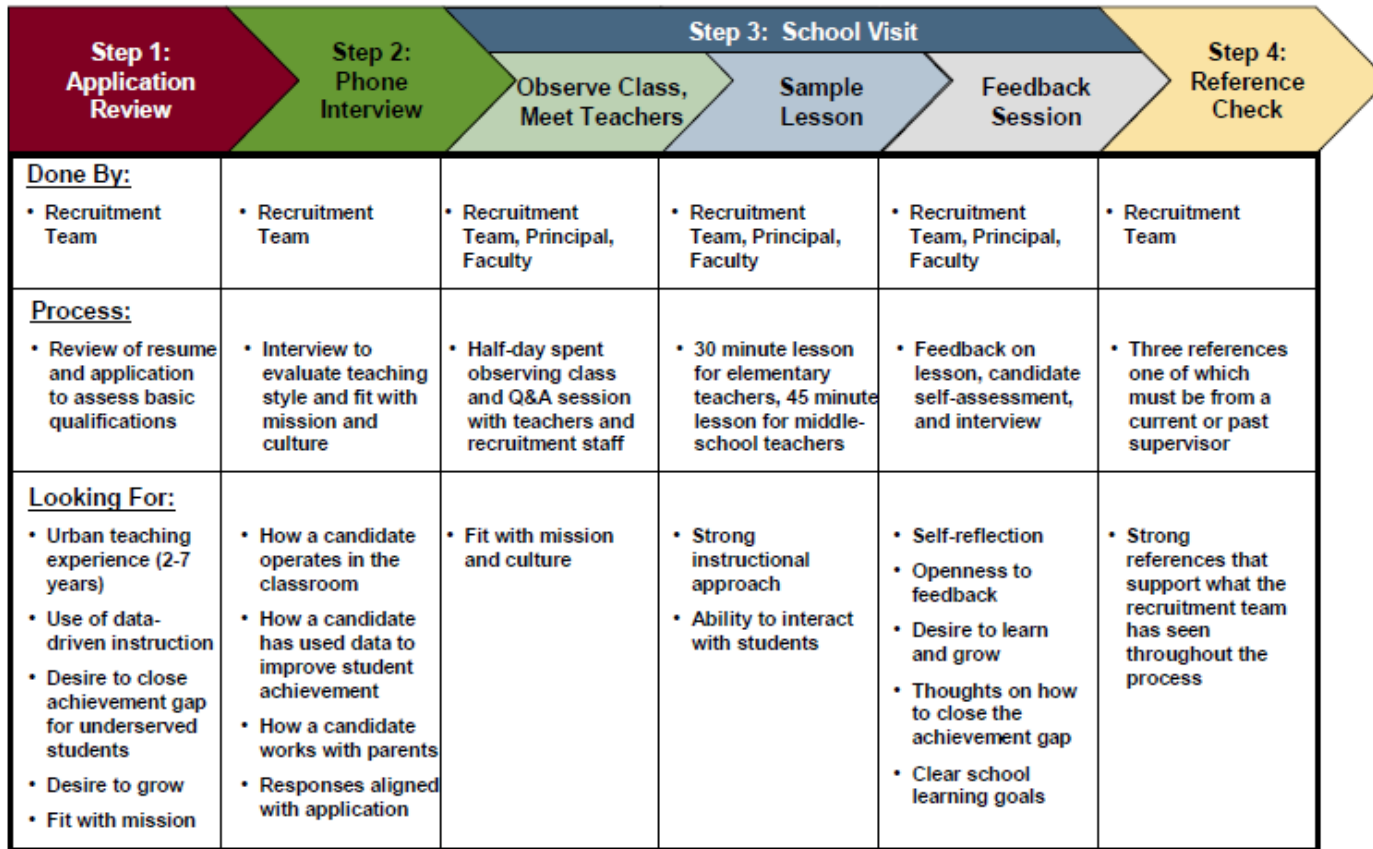 Step 1:
Application
Review
Step 2:
Phone
Interview
Step 3: School Visit
Observe Class,
Meet Teachers
Sample
Lesson
Feedback
Session
Step 4:
Reference
Check
Done By:
• Recruitment
Team
• Recruitment
Team
• Recruitment
Team, Principal,
Faculty
• Recruitment
Team, Principal,
Faculty
• Recruitment
Team, Principal,
Faculty
• Recruitment
Team
Process:
• Review of resume
and application
to assess basic
qualifications
• Interview to
evaluate teaching
style and fit with
mission and
culture
• Half-day spent
observing class
and Q&A session
with teachers and
recruitment staff
• 30 minute lesson
for elementary
teachers, 45 minute
lesson for middle-
school teachers
• Feedback on
lesson, candidate
self-assessment,
and interview
• Three references
one of which
must be from a
current or past
supervisor
Looking For:
• Urban teaching
experience (2-7
years)
• Use of data-
driven instruction
• Desire to close
achievement gap
for underserved
students
• Desire to grow
• Fit with mission
• How a candidate
operates in the
classroom
• How a candidate
has used data to
improve student
achievement
• How a candidate
works with parents
• Responses aligned
with application
• Fit with mission
and culture
• Strong
instructional
approach
• Ability to interact
with students
• Self-reflection
• Openness to
feedback
• Desire to learn
and grow
• Thoughts on how
to close the
achievement gap
• Clear school
learning goals
• Strong
references that
support what the
recruitment team
has seen
throughout the
process